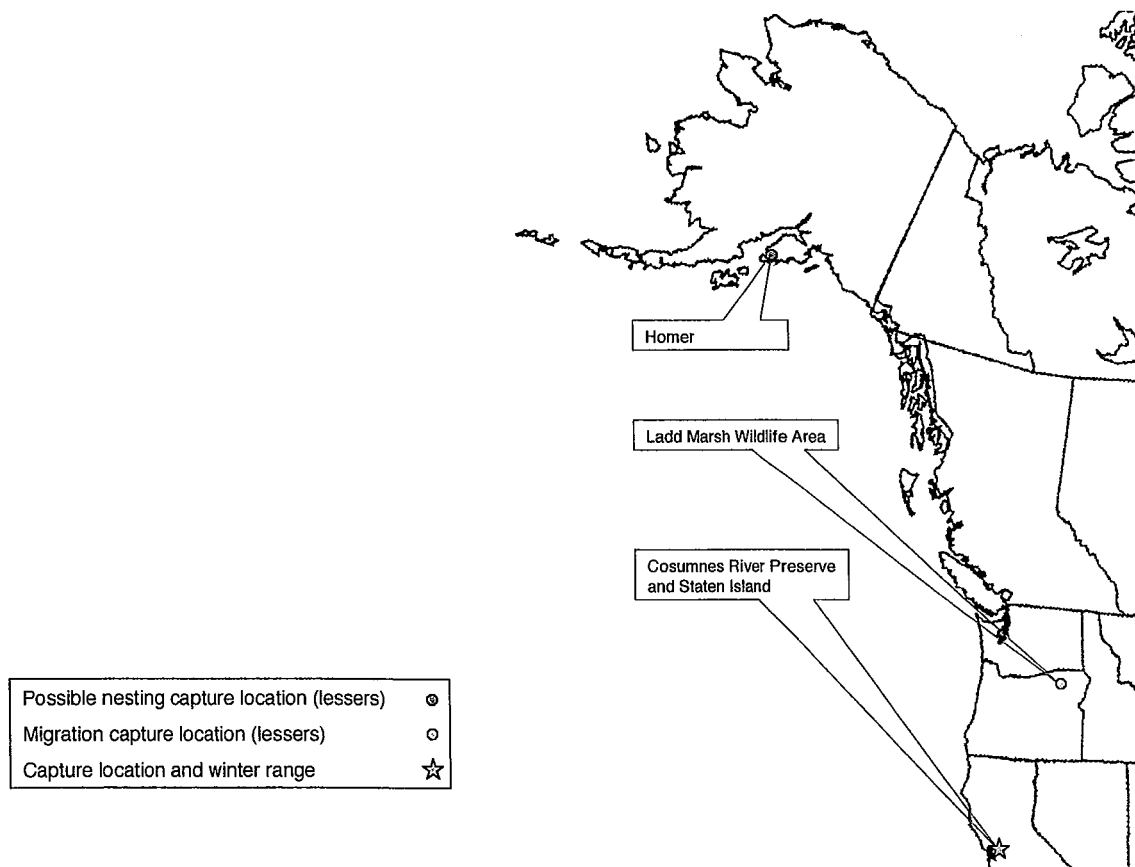 Homer
Ladd Marsh Wildlife Area
Cosumnes River Preserve
and Staten Island
Possible nesting capture location (lessers)
Migration capture location (lessers)
Capture location and winter range